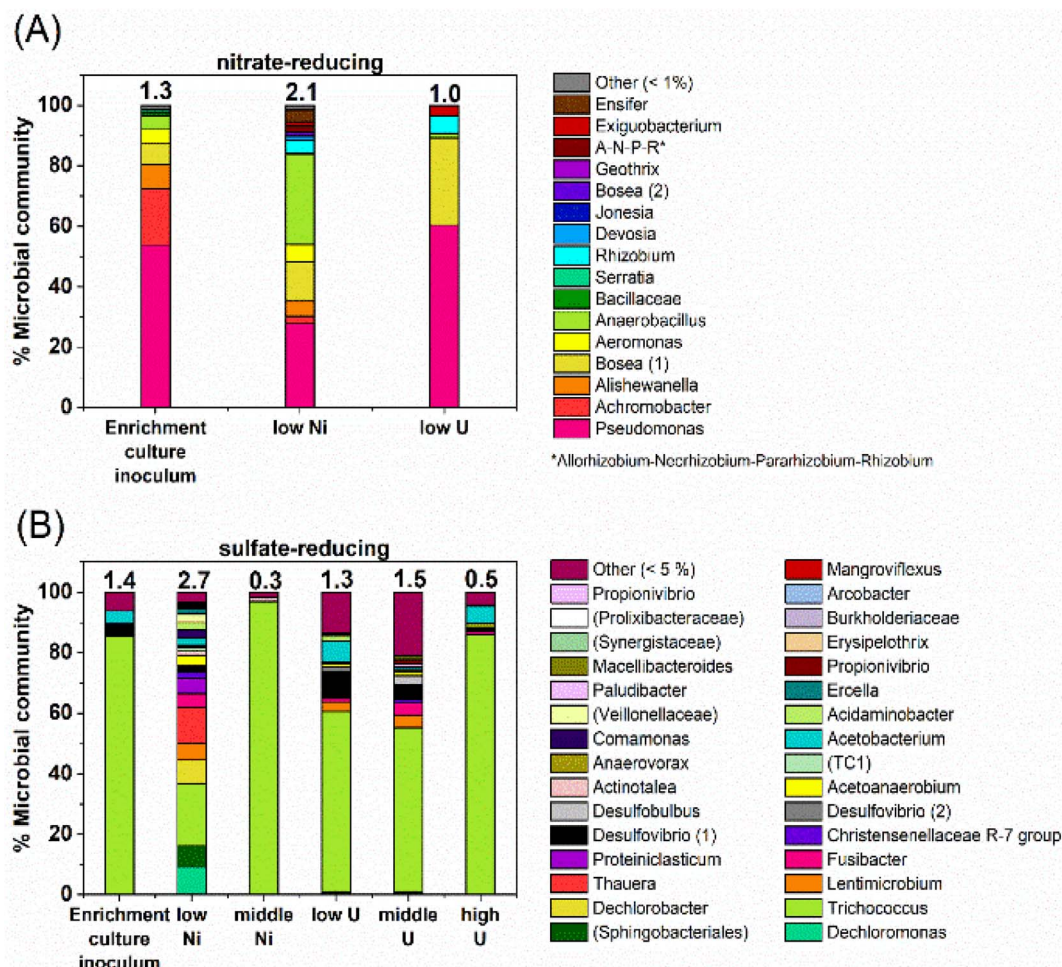 (A)
nitrate-reducing
1.3
2.1
1.0
% Microbial community
100
80
60
40
20
0
Enrichment
culture
inoculum
low Ni
low U
Other (< 1%)
Ensifer
Exiguobacterium
A-N-P-R*
Geothrix
Bosea (2)
Jonesia
Devosia
Rhizobium
Serratia
Bacillaceae
Anaerobacillus
Aeromonas
Bosea (1)
Alishewanella
Achromobacter
Pseudomonas
*Allorhizobium-Neorhizobium-Pararhizobium-Rhizobium
(B)
sulfate-reducing
1.4
2.7
0.3
1.3
1.5
0.5
% Microbial community
100
80
60
40
20
0
Enrichment
culture
inoculum
low
Ni
middle
Ni
low U
middle
U
high
U
Other (< 5 %)
Propionivibrio
(Prolixibacteraceae)
(Synergistaceae)
Macellibacteroides
Paludibacter
(Veillonellaceae)
Comamonas
Anaerovorax
Actinotalea
Desulfobulbus
Desulfovibrio (1)
Proteiniclasticum
Thauera
Dechlorobacter
(Sphingobacteriales)
Mangroviflexus
Arcobacter
Burkholderiaceae
Erysipelothrix
Propionivibrio
Ercella
Acidaminobacter
Acetobacterium
(TC1)
Acetoanaerobium
Desulfovibrio (2)
Christensenellaceae R-7 group
Fusibacter
Lentimicrobium
Trichococcus
Dechloromonas